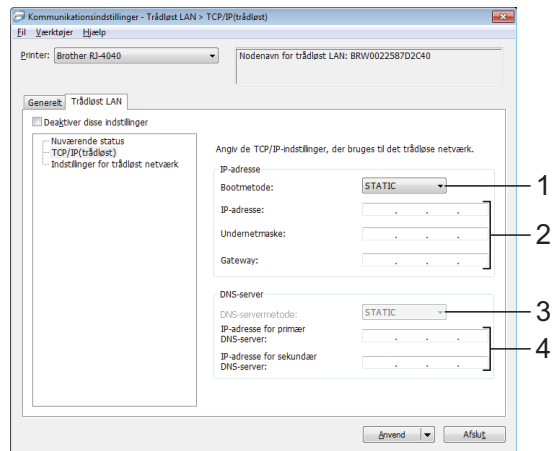 Kommunikationsindstillinger - Trådløst LAN > TCP/IP(trådløst)
Fil Værktøjer Hjælp
Printer: Brother RJ-4040
Nodenavn for trådløst LAN: BRW0022587D2C40
Generelt Trådløst LAN
Deaktiver disse indstillinger
Nuværende status
TCP/IP(trådløst)
Indstillinger for trådløst netværk
Angiv de TCP/IP-indstillinger, der bruges til det trådløse netværk.
IP-adresse
Bootmetode: STATIC 1
IP-adresse: . . .
2
Undernetmaske: . . .
Gateway: . . .
DNS-server
DNS-servermetode: STATIC 3
IP-adresse for primær
DNS-server: . . .
4
IP-adresse for sekundær
DNS-server: . . .
Anvend Afslut